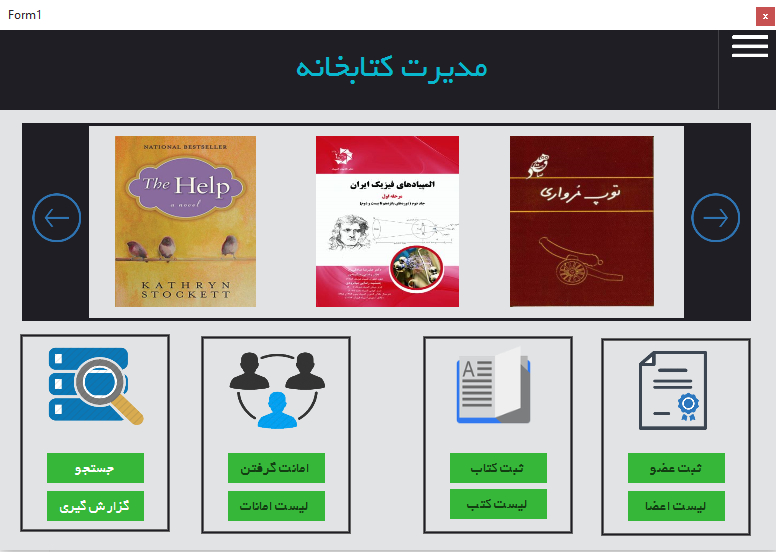 Form1
x
مدیرت کتابخانه
NATIONAL BESTSELLER
The Help
a novel
KATHRYN
STOCKETT
المپیادهای فیزیک ایران
مرحله اول
توپ مرواری
A
جستجو
گزارش گیری
امانت گرفتن
لیست امانات
ثبت کتاب
لیست کتب
ثبت عضو
لیست اعضا